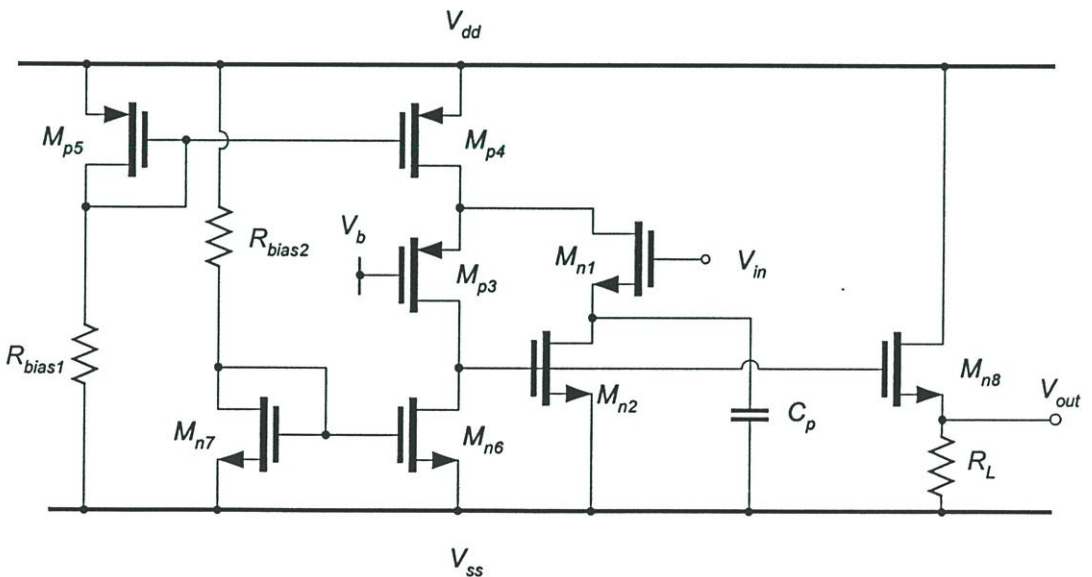 V_dd
M_p5
M_p4
V_b
R_bias2
M_p3
M_n1
V_in
R_bias1
M_n7
M_n6
M_n2
C_p
M_n8
V_out
R_L
V_ss